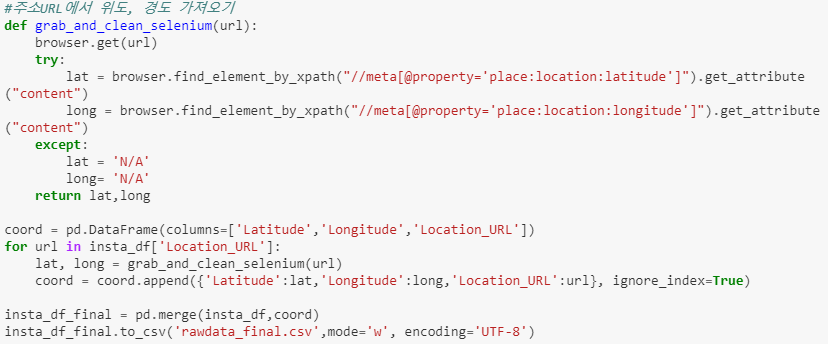 #주소URL에서 위도, 경도 가져오기
def grab_and_clean_selenium(url):
    browser.get(url)
    try:
        lat = browser.find_element_by_xpath("//meta[@property='place:location:latitude']").get_attribute
("content")
        long = browser.find_element_by_xpath("//meta[@property='place:location:longitude']").get_attribute
("content")
    except:
        lat = 'N/A'
        long= 'N/A'
    return lat,long

coord = pd.DataFrame(columns=['Latitude','Longitude','Location_URL'])
for url in insta_df['Location_URL']:
    lat, long = grab_and_clean_selenium(url)
    coord = coord.append({'Latitude':lat,'Longitude':long,'Location_URL':url}, ignore_index=True)

insta_df_final = pd.merge(insta_df,coord)
insta_df_final.to_csv('rawdata_final.csv',mode='w', encoding='UTF-8')